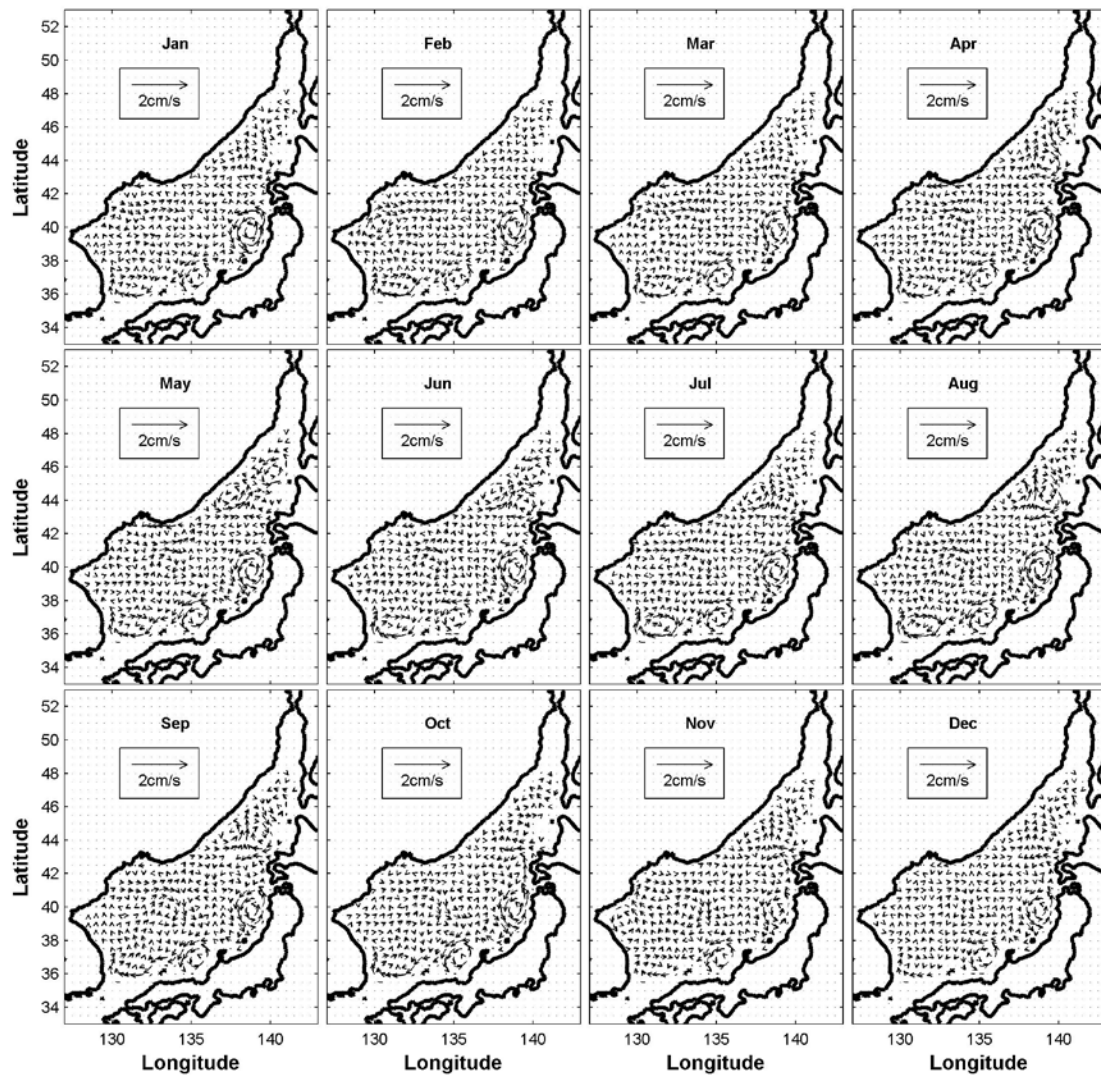 52
50
Jan
Feb
Mar
Apr
48
2cm/s
2cm/s
2cm/s
2cm/s
46
44
Latitude
42
40
38
36
34
52
50
May
Jun
Jul
Aug
48
2cm/s
2cm/s
2cm/s
2cm/s
46
44
Latitude
42
40
38
36
34
52
50
Sep
Oct
Nov
Dec
48
2cm/s
2cm/s
2cm/s
2cm/s
46
44
Latitude
42
40
38
36
34
130 135 140
130 135 140
130 135 140
130 135 140
Longitude
Longitude
Longitude
Longitude